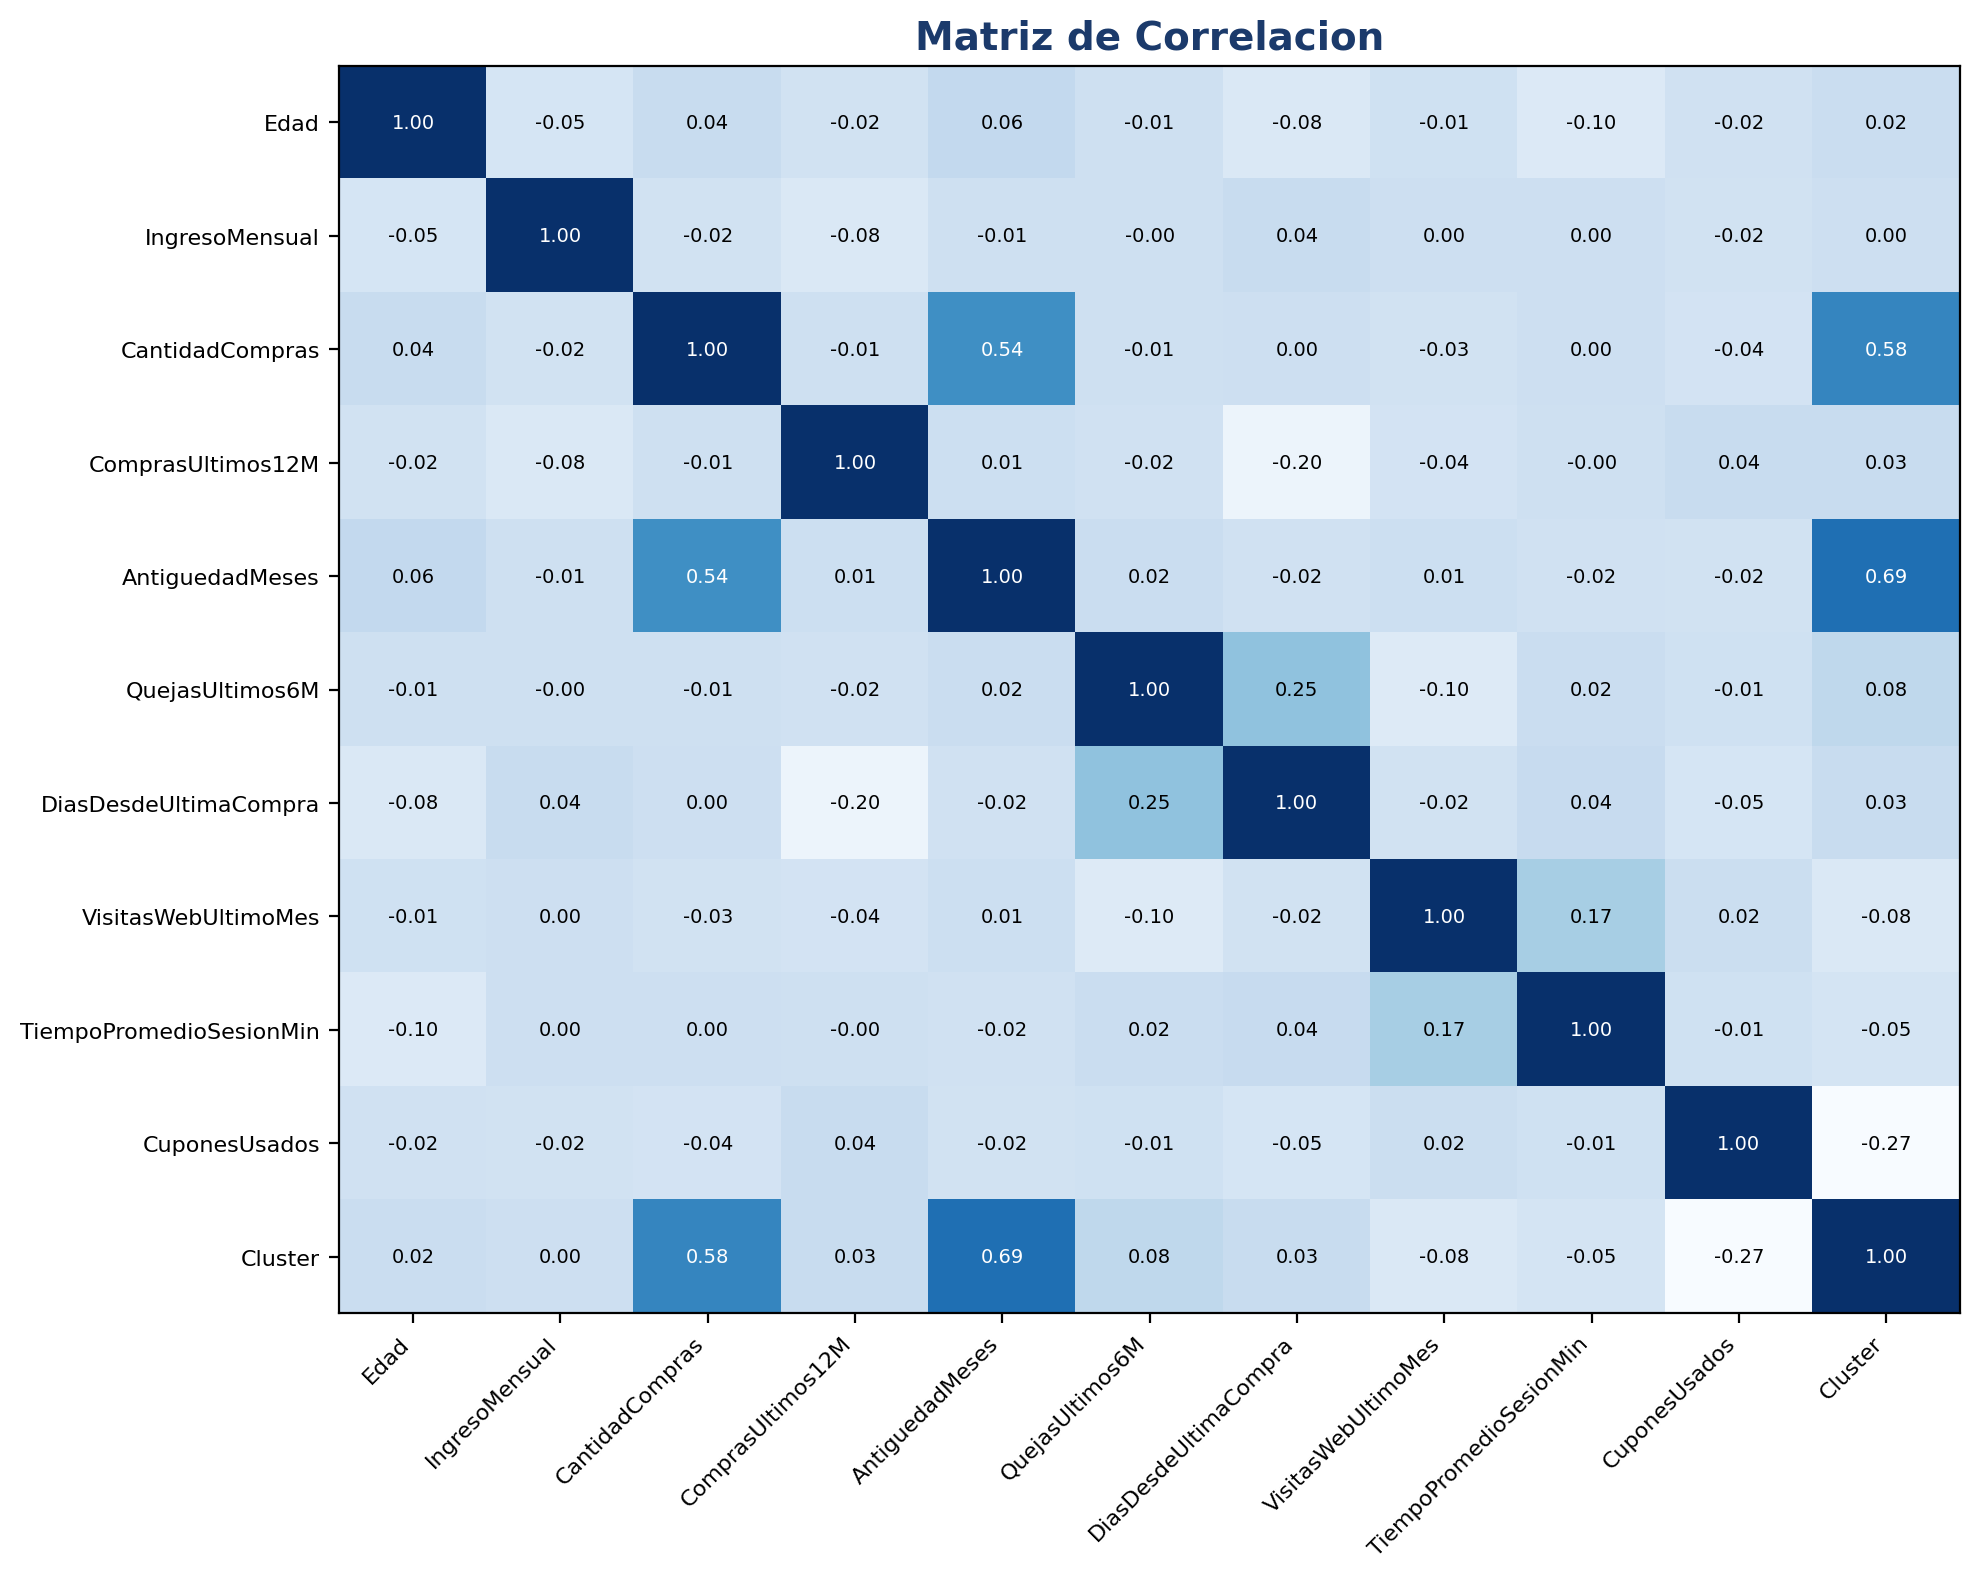 Matriz de Correlacion
Edad 1.00 -0.05 0.04 -0.02 0.06 -0.01 -0.08 -0.01 -0.10 -0.02 0.02
IngresoMensual -0.05 1.00 -0.02 -0.08 -0.01 -0.00 0.04 0.00 0.00 -0.02 0.00
CantidadCompras 0.04 -0.02 1.00 -0.01 0.54 -0.01 0.00 -0.03 0.00 -0.04 0.58
ComprasUltimos12M -0.02 -0.08 -0.01 1.00 0.01 -0.02 -0.20 -0.04 -0.00 0.04 0.03
AntiguedadMeses 0.06 -0.01 0.54 0.01 1.00 0.02 -0.02 0.01 -0.02 -0.02 0.69
QuejasUltimos6M -0.01 -0.00 -0.01 -0.02 0.02 1.00 0.25 -0.10 0.02 -0.01 0.08
DiasDesdeUltimaCompra -0.08 0.04 0.00 -0.20 -0.02 0.25 1.00 -0.02 0.04 -0.05 0.03
VisitasWebUltimoMes -0.01 0.00 -0.03 -0.04 0.01 -0.10 -0.02 1.00 0.17 0.02 -0.08
TiempoPromedioSesionMin -0.10 0.00 0.00 -0.00 -0.02 0.02 0.04 0.17 1.00 -0.01 -0.05
CuponesUsados -0.02 -0.02 -0.04 0.04 -0.02 -0.01 -0.05 0.02 -0.01 1.00 -0.27
Cluster 0.02 0.00 0.58 0.03 0.69 0.08 0.03 -0.08 -0.05 -0.27 1.00
Edad IngresoMensual CantidadCompras ComprasUltimos12M AntiguedadMeses QuejasUltimos6M DiasDesdeUltimaCompra VisitasWebUltimoMes TiempoPromedioSesionMin CuponesUsados Cluster